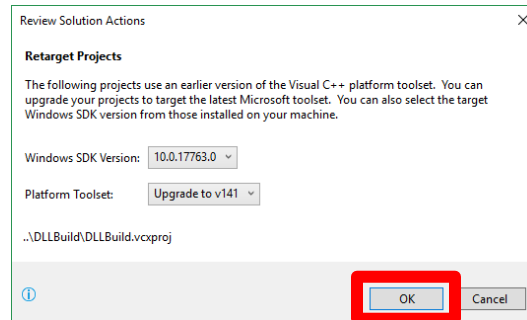 Review Solution Actions
Retarget Projects
The following projects use an earlier version of the Visual C++ platform toolset.  You can
upgrade your projects to target the latest Microsoft toolset.  You can also select the target
Windows SDK version from those installed on your machine.
Windows SDK Version: 10.0.17763.0
Platform Toolset: Upgrade to v141
..\DLLBuild\DLLBuild.vcxproj
OK Cancel